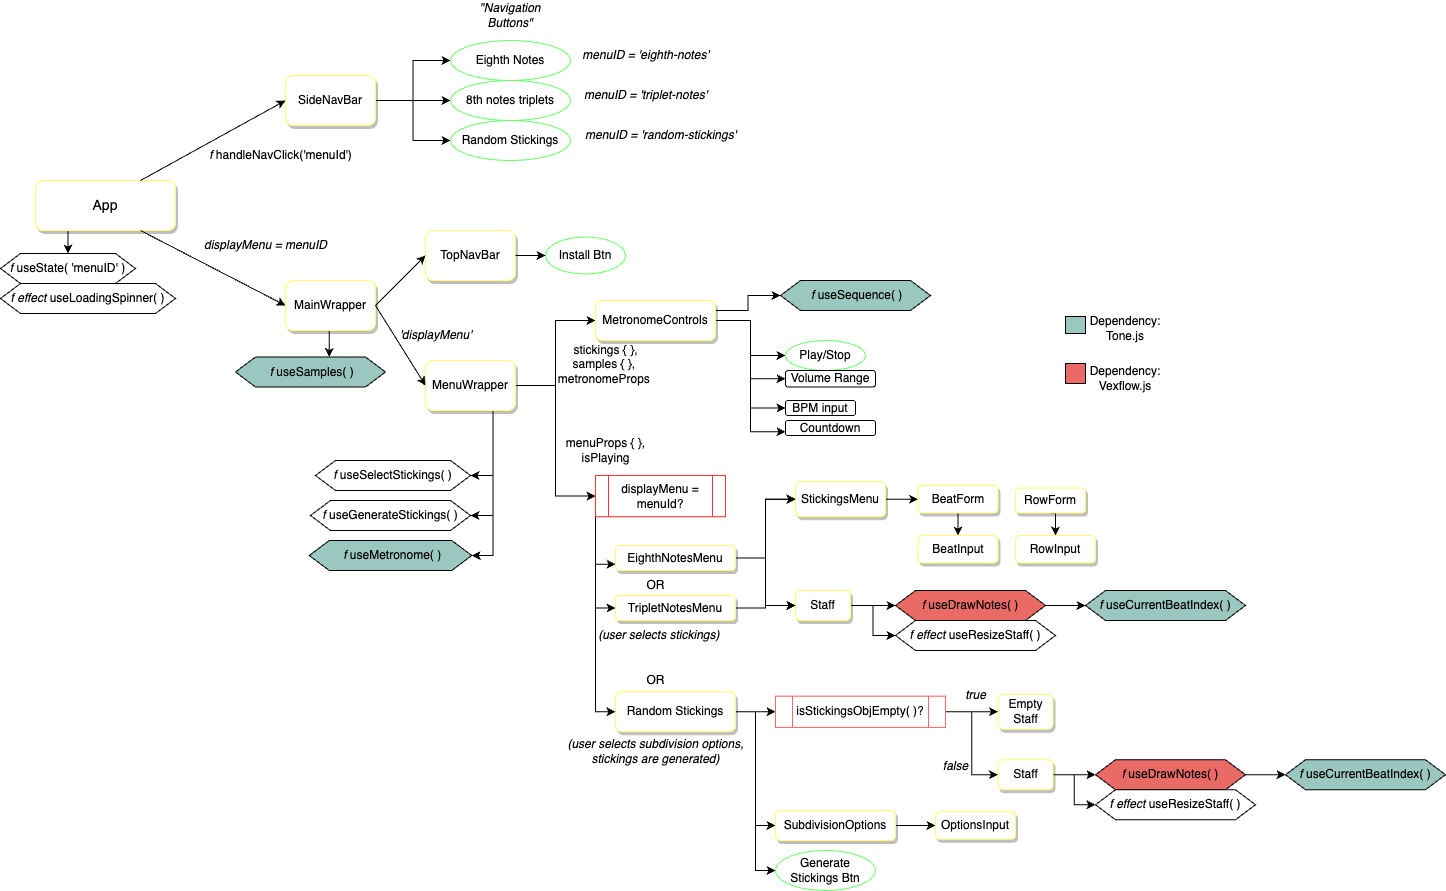 "Navigation
Buttons"
Eighth Notes
menuID = 'eighth-notes'
SideNavBar
8th notes triplets
menuID = 'triplet-notes'
Random Stickings
menuID = 'random-stickings'
f handleNavClick('menuId')
App
displayMenu = menuID
f useState( 'menuID' )
f effect useLoadingSpinner( )
TopNavBar
Install Btn
MainWrapper
'displayMenu'
f useSamples( )
MenuWrapper
MetronomeControls
f useSequence( )
stickings { },
samples { },
metronomeProps
Play/Stop
Volume Range
BPM input
Countdown
Dependency:
Tone.js
Dependency:
Vexflow.js
menuProps { },
isPlaying
f useSelectStickings( )
f useGenerateStickings( )
f useMetronome( )
displayMenu =
menuId?
StickingsMenu
BeatForm
RowForm
BeatInput
RowInput
EighthNotesMenu
OR
TripletNotesMenu
(user selects stickings)
Staff
f useDrawNotes( )
f useCurrentBeatIndex( )
f effect useResizeStaff( )
OR
Random Stickings
(user selects subdivision options,
stickings are generated)
isStickingsObjEmpty( )?
true
Empty
Staff
false
Staff
f useDrawNotes( )
f useCurrentBeatIndex( )
f effect useResizeStaff( )
SubdivisionOptions
OptionsInput
Generate
Stickings Btn